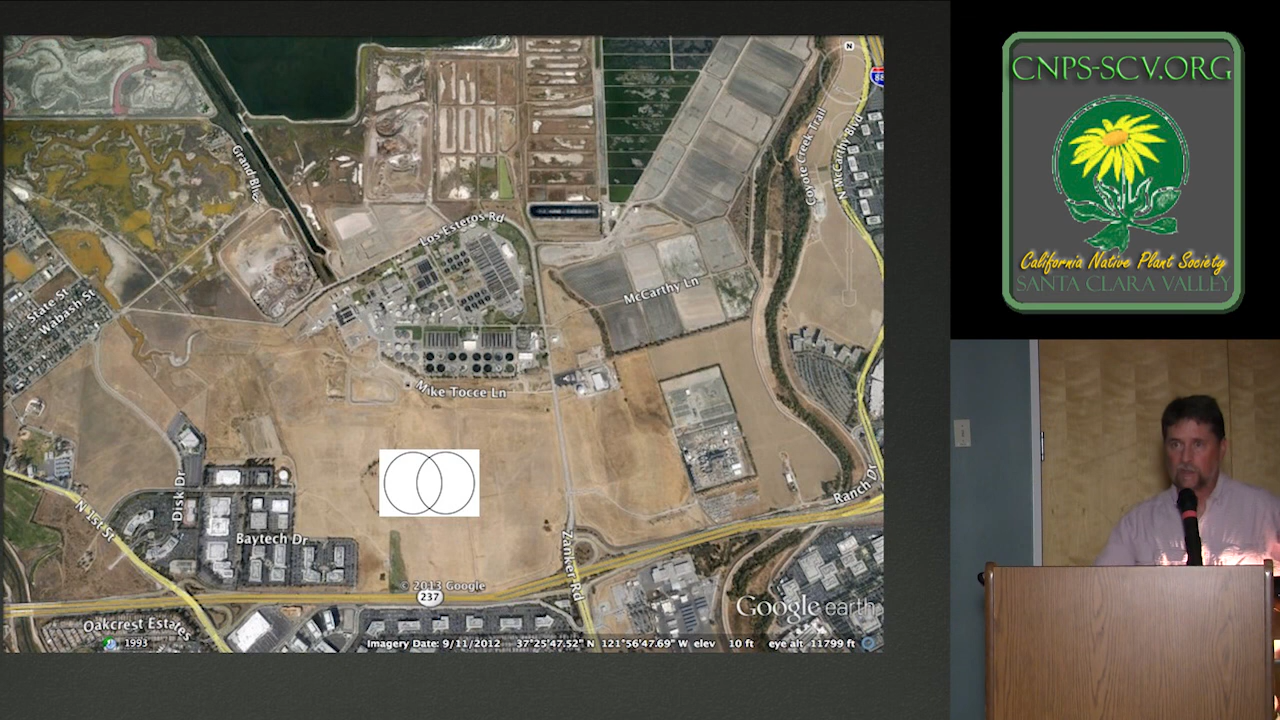 N
88
Grand Blvd
Coyote Creek Trail
N McCarthy Blvd
Los Esteros Rd
McCarthy Ln
State St
Wabash St
Mike Tocce Ln
Disk Dr
N 1st St
Baytech Dr
Zanker Rd
Ranch Dr
© 2013 Google
237
Google earth
Oakcrest Estates
1993
Imagery Date: 9/11/2012 37°25'47.52" N 121°56'47.69" W elev 10 ft eye alt 11799 ft
CNPS-SCV.ORG
California Native Plant Society
SANTA CLARA VALLEY